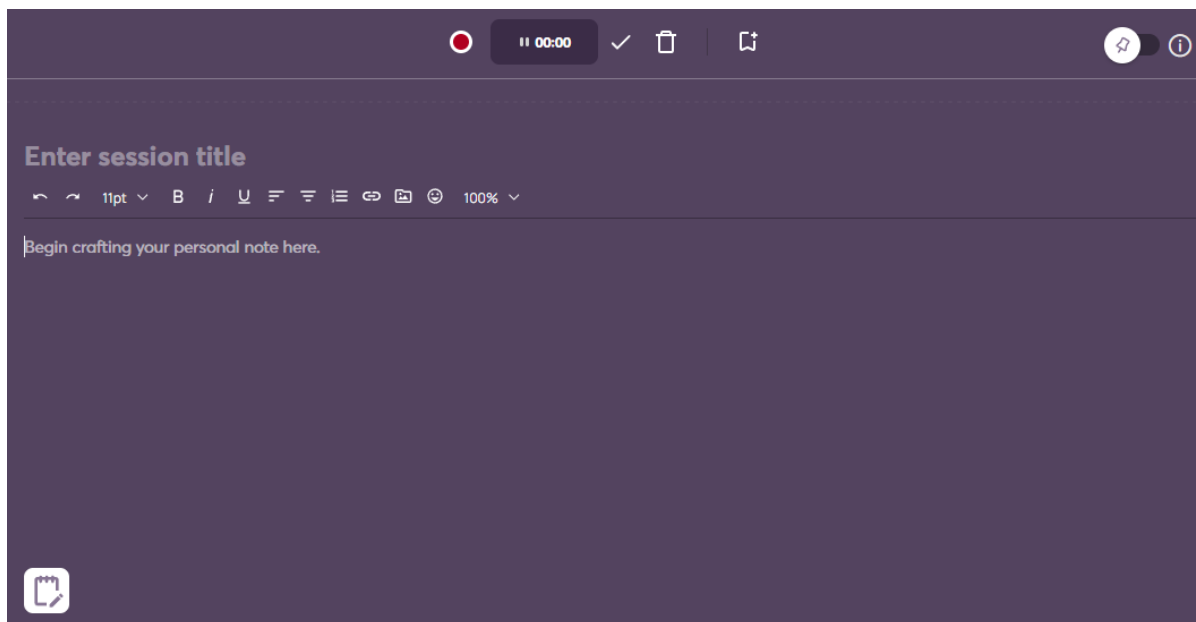 00:00
Enter session title
11pt B i U 100%
Begin crafting your personal note here.